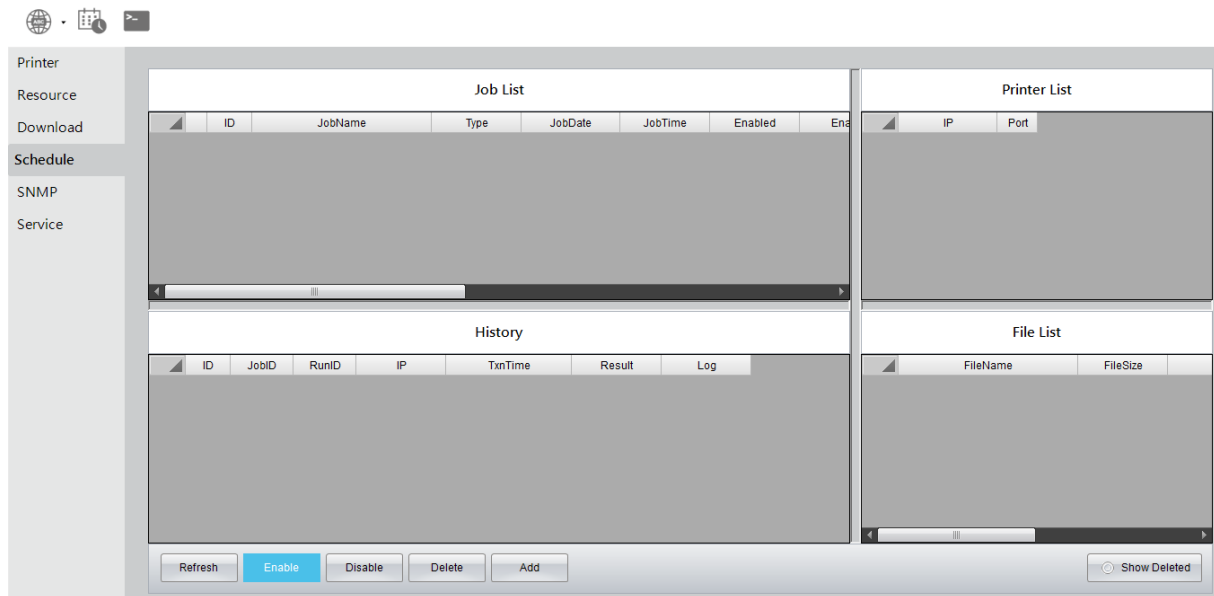 Printer
Resource
Download
Schedule
SNMP
Service
Job List
ID JobName Type JobDate JobTime Enabled Ena
Printer List
IP Port
History
ID JobID RunID IP TxnTime Result Log
File List
FileName FileSize
Refresh Enable Disable Delete Add Show Deleted